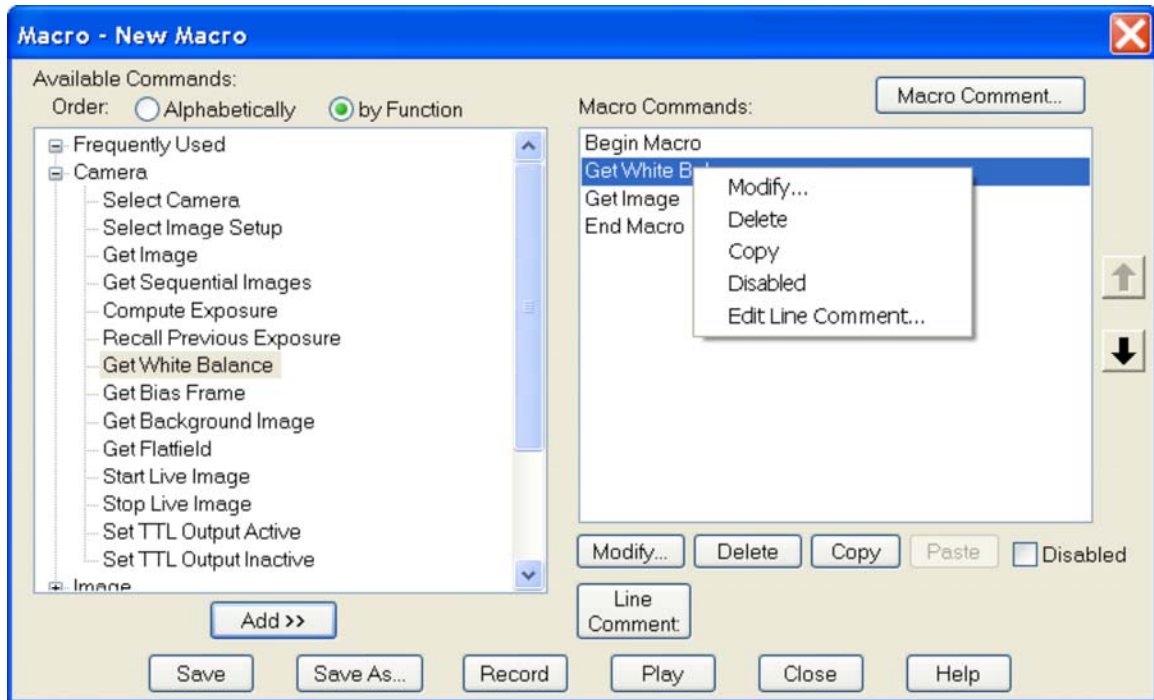 Macro - New Macro
Available Commands:
Order: Alphabetically by Function
Frequently Used
Camera
Select Camera
Select Image Setup
Get Image
Get Sequential Images
Compute Exposure
Recall Previous Exposure
Get White Balance
Get Bias Frame
Get Background Image
Get Flatfield
Start Live Image
Stop Live Image
Set TTL Output Active
Set TTL Output Inactive
Image
Add >>
Macro Commands:
Macro Comment...
Begin Macro
Get White B
Get Image
End Macro
Modify...
Delete
Copy
Disabled
Edit Line Comment...
Modify... Delete Copy Paste Disabled
Line
Comment:
Save Save As... Record Play Close Help